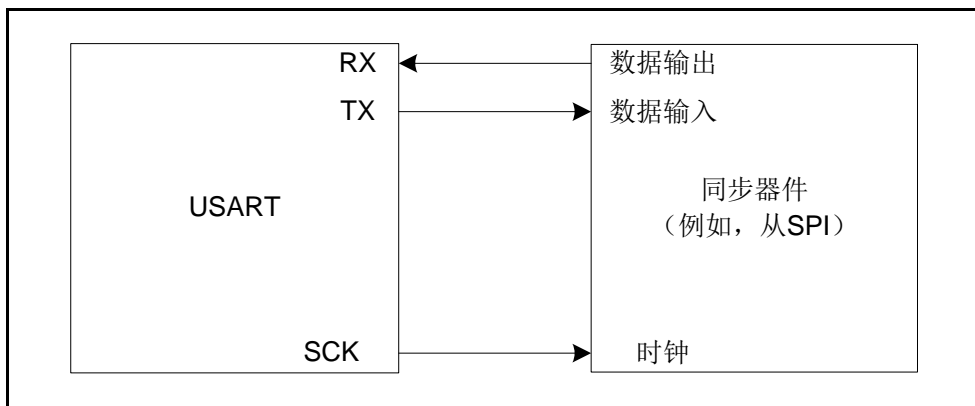 RX
数据输出
TX
数据输入
USART
同步器件
（例如，从SPI）
SCK
时钟